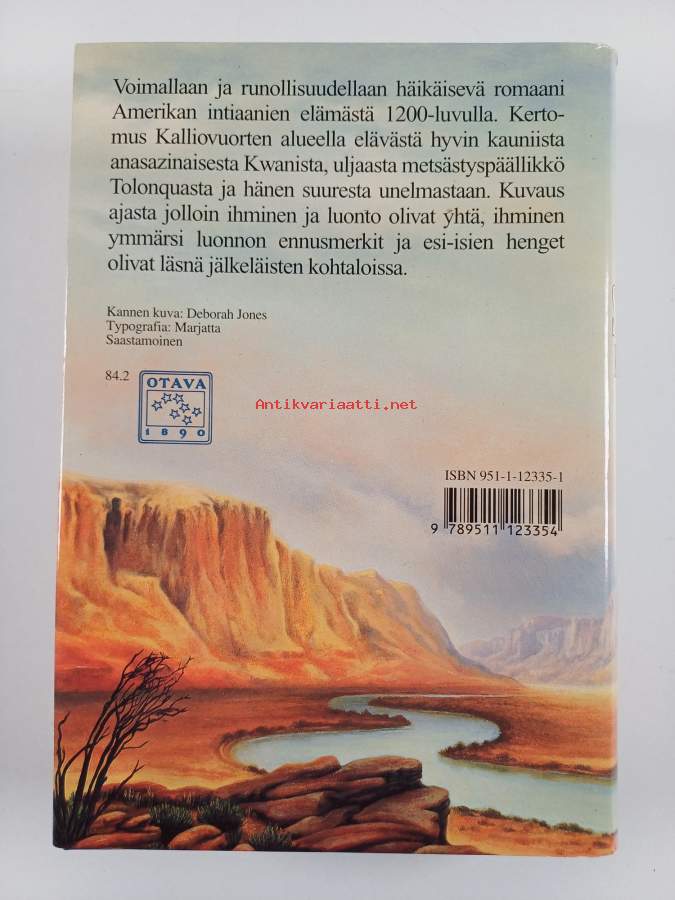 Voimallaan ja runollisuudellaan häikäisevä romaani
Amerikan intiaanien elämästä 1200-luvulla. Kerto-
mus Kalliovuorten alueella elävästä hyvin kauniista
anasazinaisesta Kwanista, uljaasta metsästyspäällikkö
Tolonquasta ja hänen suuresta unelmastaan. Kuvaus
ajasta jolloin ihminen ja luonto olivat yhtä, ihminen
ymmärsi luonnon ennusmerkit ja esi-isien henget
olivat läsnä jälkeläisten kohtaloissa.
Kannen kuva: Deborah Jones
Typografia: Marjatta
Saastamoinen
84.2
OTAVA
1890
Antikvariaatti.net
ISBN 951-1-12335-1
9 789511 123354